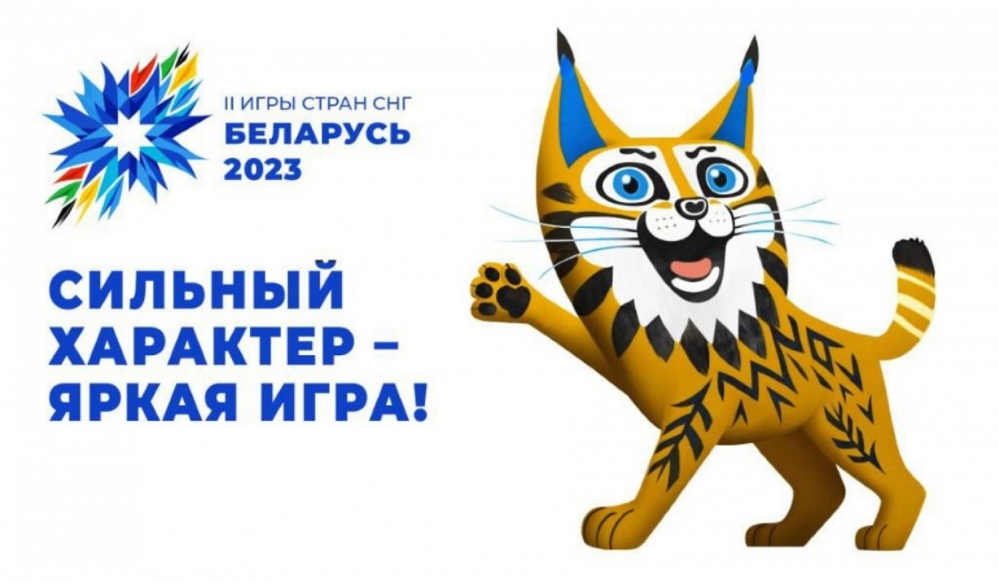 II ИГРЫ СТРАН СНГ
БЕЛАРУСЬ
2023
СИЛЬНЫЙ
ХАРАКТЕР –
ЯРКАЯ ИГРА!